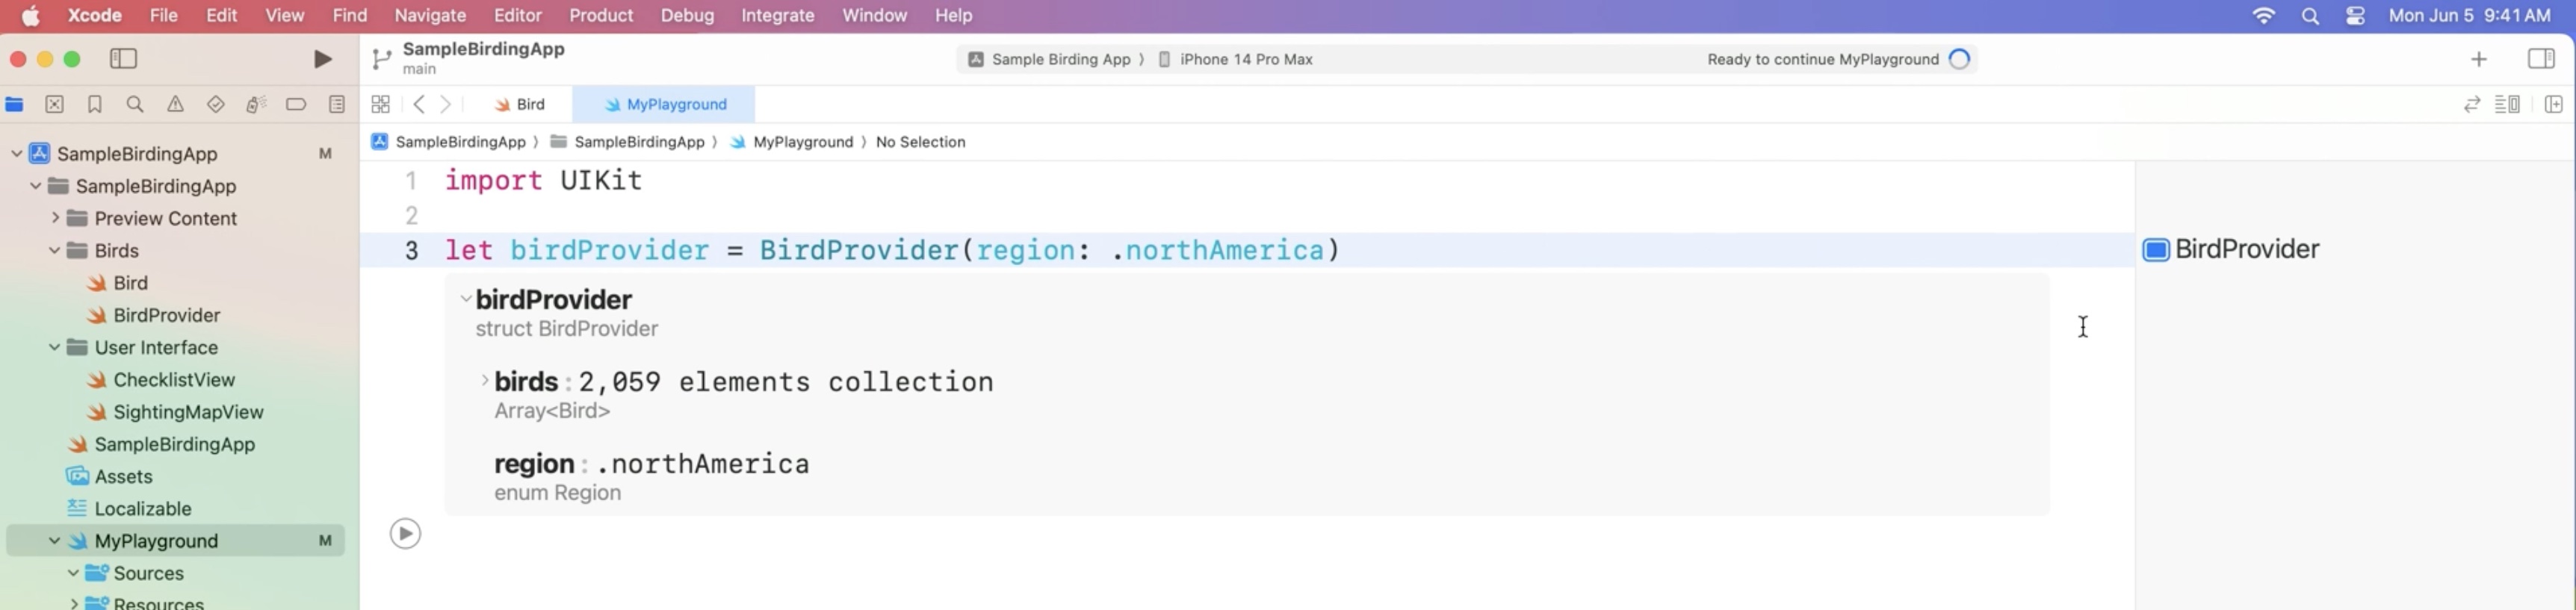 Xcode File Edit View Find Navigate Editor Product Debug Integrate Window Help Mon Jun 5 9:41 AM
SampleBirdingApp
main
Sample Birding App 〉 iPhone 14 Pro Max
Ready to continue MyPlayground
Bird
MyPlayground
SampleBirdingApp 〉 SampleBirdingApp 〉 MyPlayground 〉 No Selection
SampleBirdingApp M
SampleBirdingApp
Preview Content
Birds
Bird
BirdProvider
User Interface
ChecklistView
SightingMapView
SampleBirdingApp
Assets
Localizable
MyPlayground M
Sources
Resources
1 import UIKit
2
3 let birdProvider = BirdProvider(region: .northAmerica)
birdProvider
struct BirdProvider
birds : 2,059 elements collection
Array<Bird>
region : .northAmerica
enum Region
BirdProvider